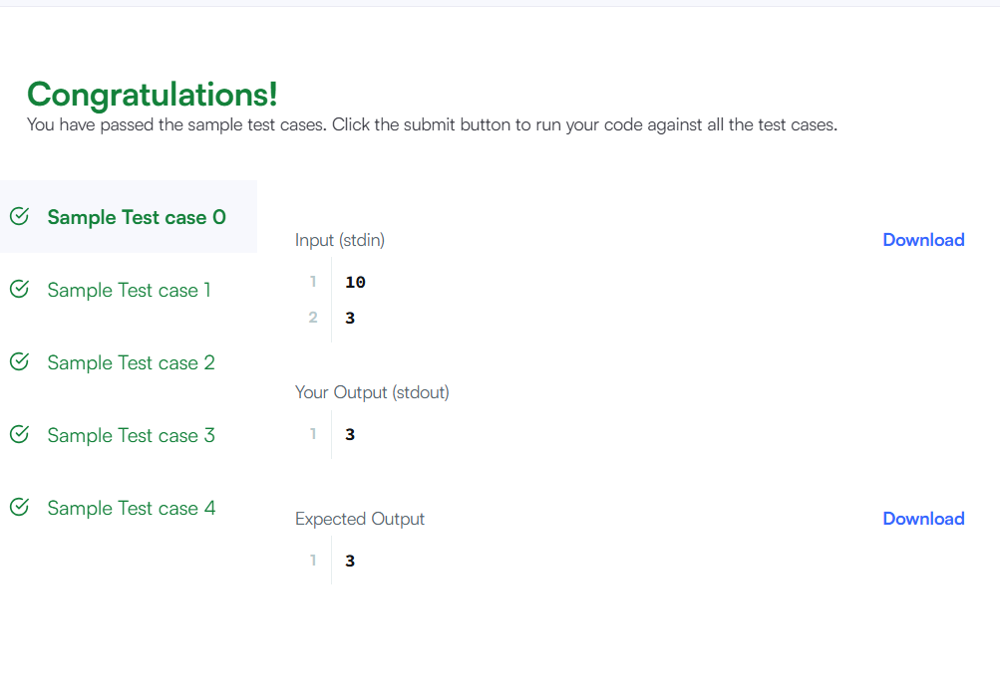 Congratulations!
You have passed the sample test cases. Click the submit button to run your code against all the test cases.
Sample Test case 0
Sample Test case 1
Sample Test case 2
Sample Test case 3
Sample Test case 4
Input (stdin)
Download
1 10
2 3
Your Output (stdout)
1 3
Expected Output
Download
1 3